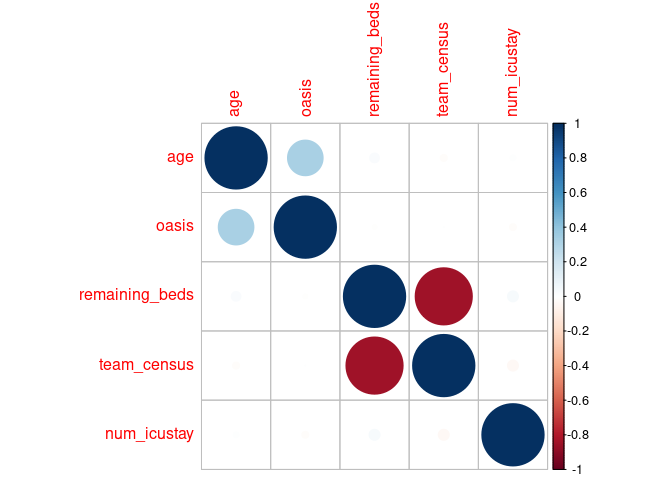 age
oasis
remaining_beds
team_census
num_icustay
age
oasis
remaining_beds
team_census
num_icustay
1
0.8
0.6
0.4
0.2
0
-0.2
-0.4
-0.6
-0.8
-1